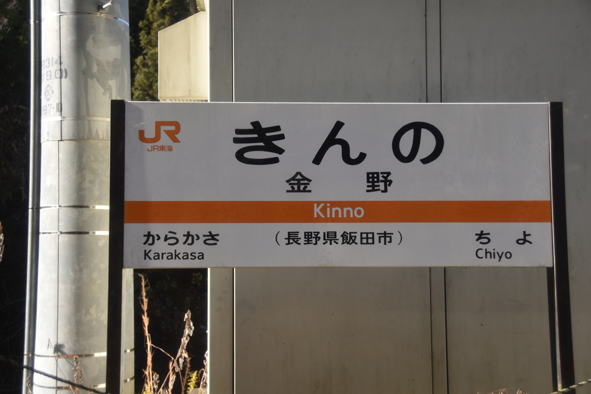 JR
JR東海
きんの
金野
Kinno
からかさ （長野県飯田市） ちよ
Karakasa Chiyo